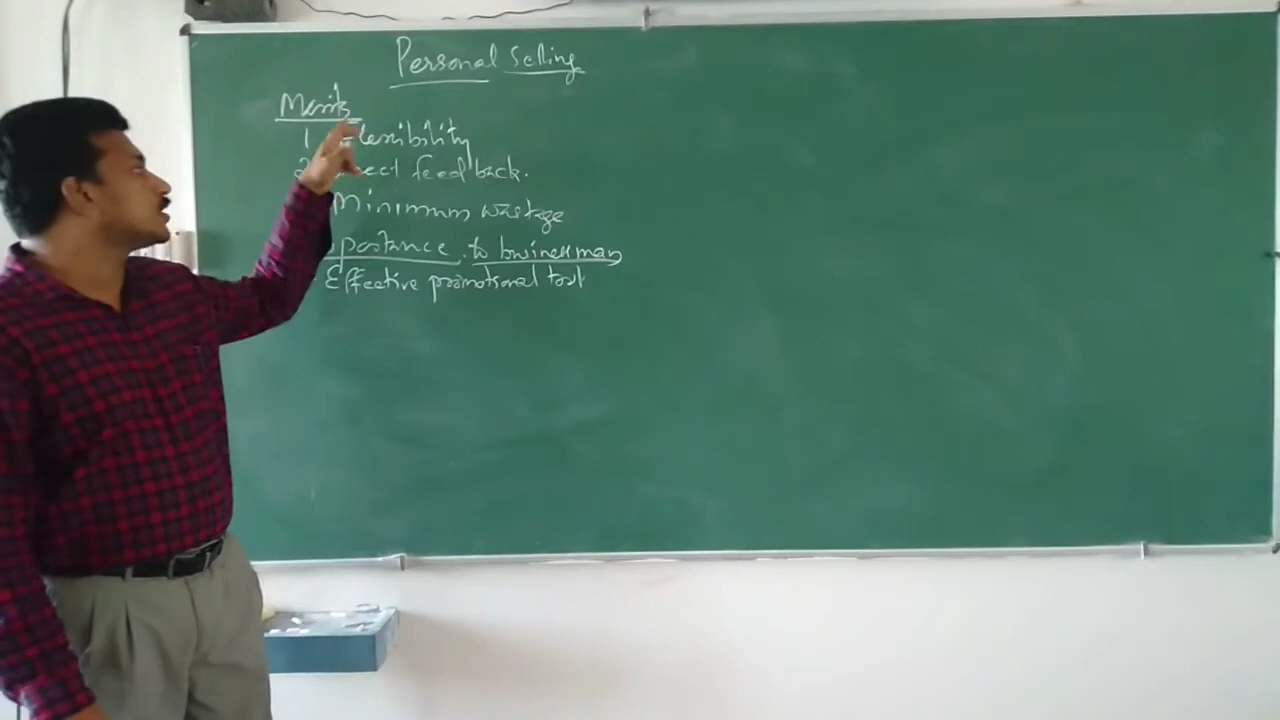 Personal Selling
Merits
1 Flexibility
2 feed back.
Minimum wastage
to businessman
Effective promotional tool